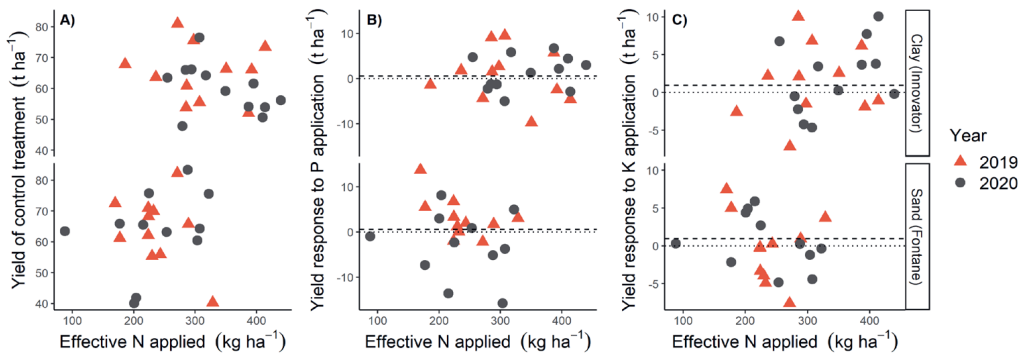 A)
Yield of control treatment (t ha⁻¹)
80
70
60
50
40
80
70
60
50
40
100 200 300 400
Effective N applied (kg ha⁻¹)
B)
Yield response to P application (t ha⁻¹)
10
0
-10
10
0
-10
100 200 300 400
Effective N applied (kg ha⁻¹)
C)
Yield response to K application (t ha⁻¹)
10
5
0
-5
10
5
0
-5
100 200 300 400
Effective N applied (kg ha⁻¹)
Clay (Innovator)
Sand (Fontane)
Year
2019
2020